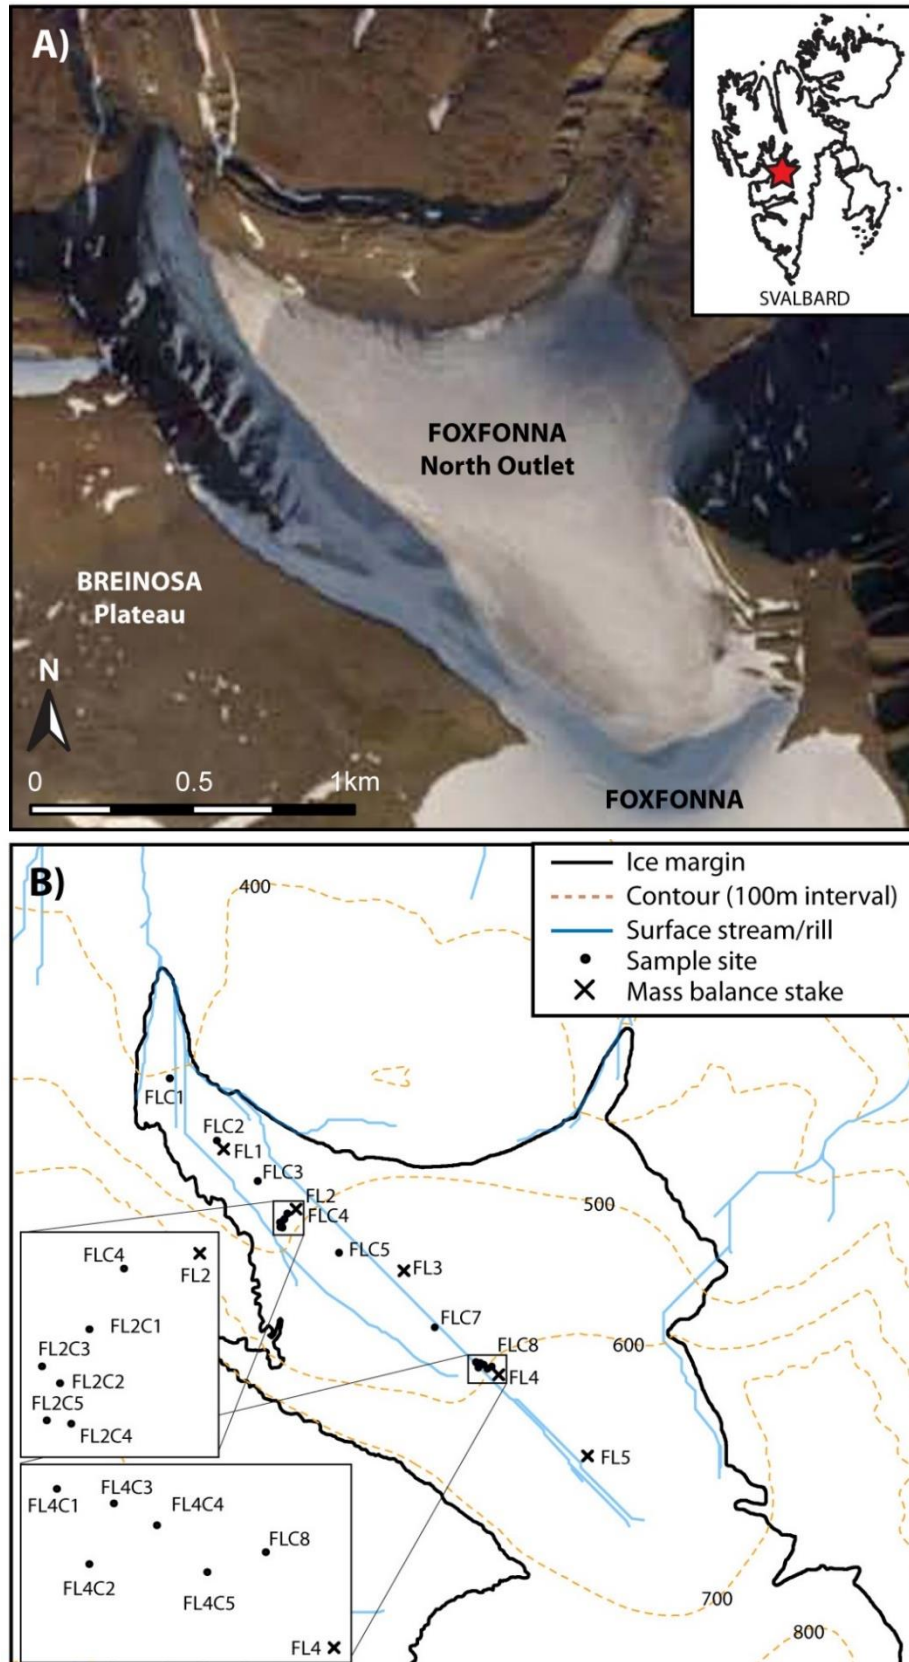 A)
SVALBARD
FOXFONNA
North Outlet
BREINOSA
Plateau
N
0 0.5 1km
FOXFONNA
B)
Ice margin
Contour (100m interval)
Surface stream/rill
Sample site
Mass balance stake
400
FLC1
FLC2
FL1
FLC3
FL2
FLC4
500
FLC5
FL3
FLC7
FLC8
FL4
600
FL5
700
800
FLC4
FL2
FL2C1
FL2C3
FL2C2
FL2C5
FL2C4
FL4C3
FL4C1
FL4C4
FLC8
FL4C2
FL4C5
FL4